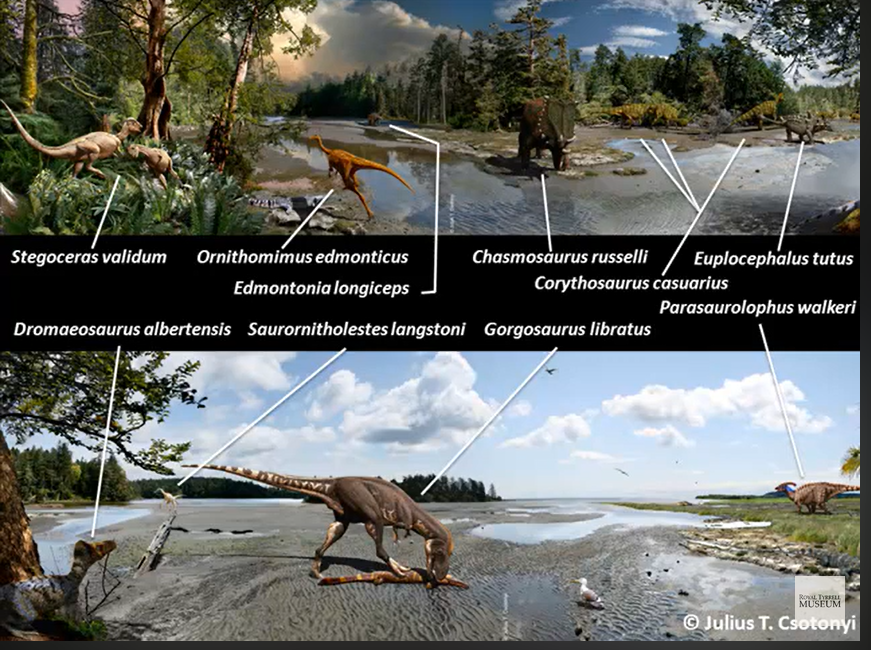 Stegoceras validum
Ornithomimus edmonticus
Chasmosaurus russelli
Euplocephalus tutus
Edmontonia longiceps
Corythosaurus casuarius
Parasaurolophus walkeri
Dromaeosaurus albertensis
Saurornitholestes langstoni
Gorgosaurus libratus
ROYAL TYRRELL
MUSEUM
© Julius T. Csotonyi